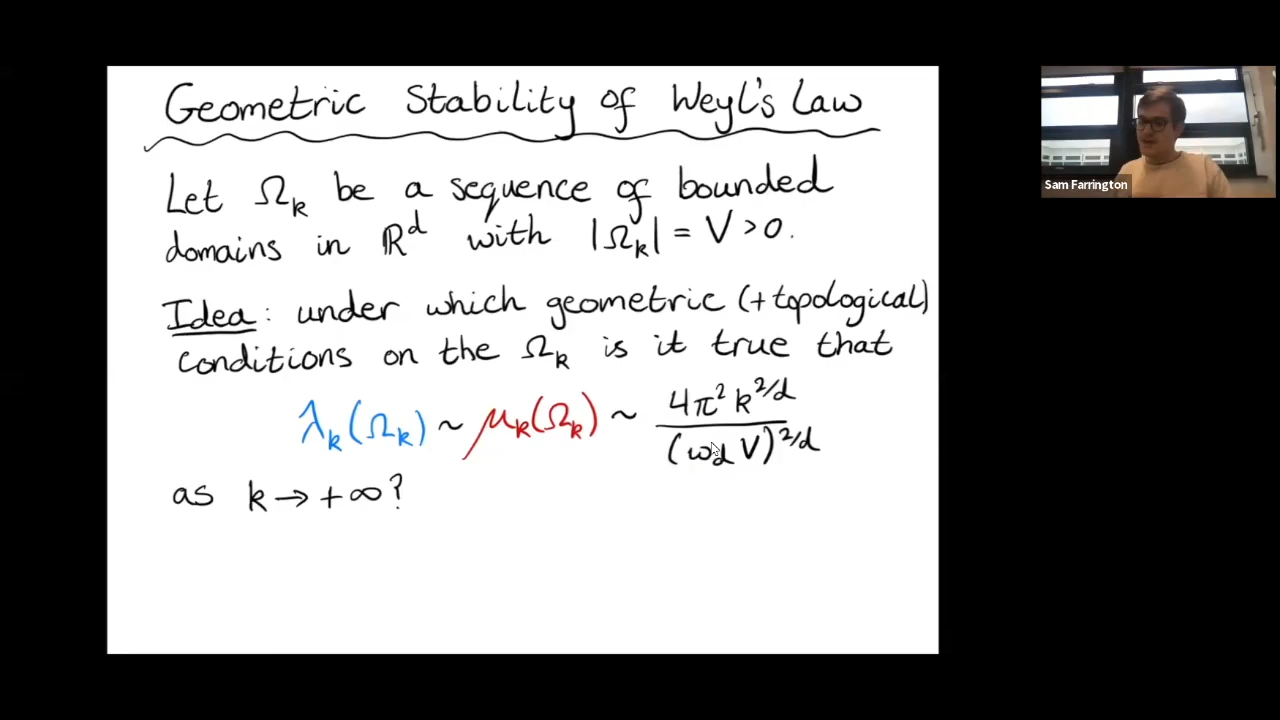 Geometric Stability of Weyl's Law
Let Ωₖ be a sequence of bounded
domains in ℝᵈ with |Ωₖ| = V > 0.
Idea: under which geometric (+topological)
conditions on the Ωₖ is it true that
λₖ(Ωₖ) ~ μₖ(Ωₖ) ~ 4π² k^{2/d} / (ω_d V)^{2/d}
as k → +∞?
Sam Farrington